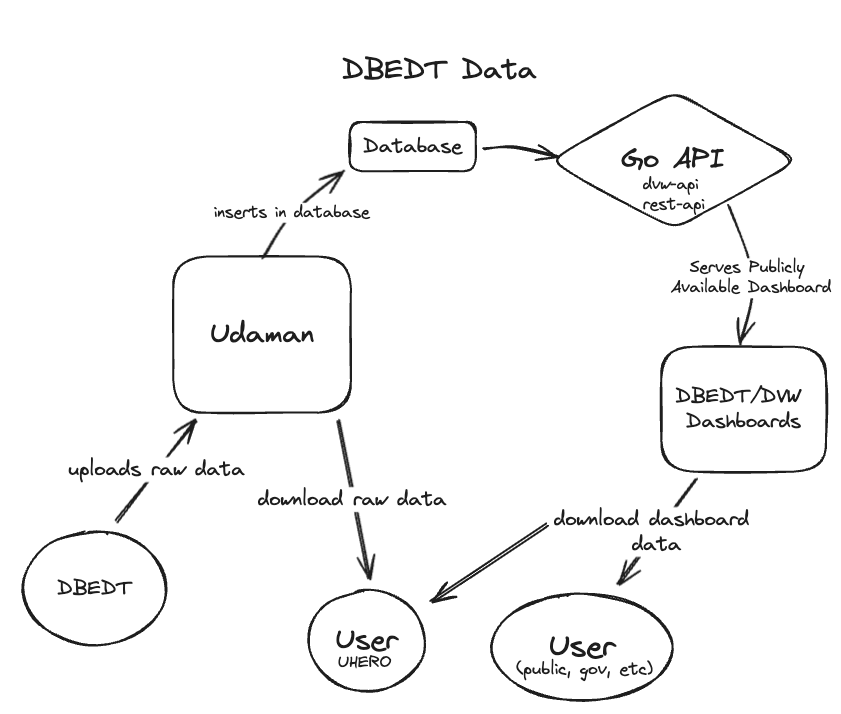 DBEDT Data
Database
Go API
dvw-api
rest-api
inserts in database
Serves Publicly
Available Dashboard
Udaman
DBEDT/DVW
Dashboards
uploads raw data
download raw data
download dashboard
data
DBEDT
User
UHERO
User
(public, gov, etc)